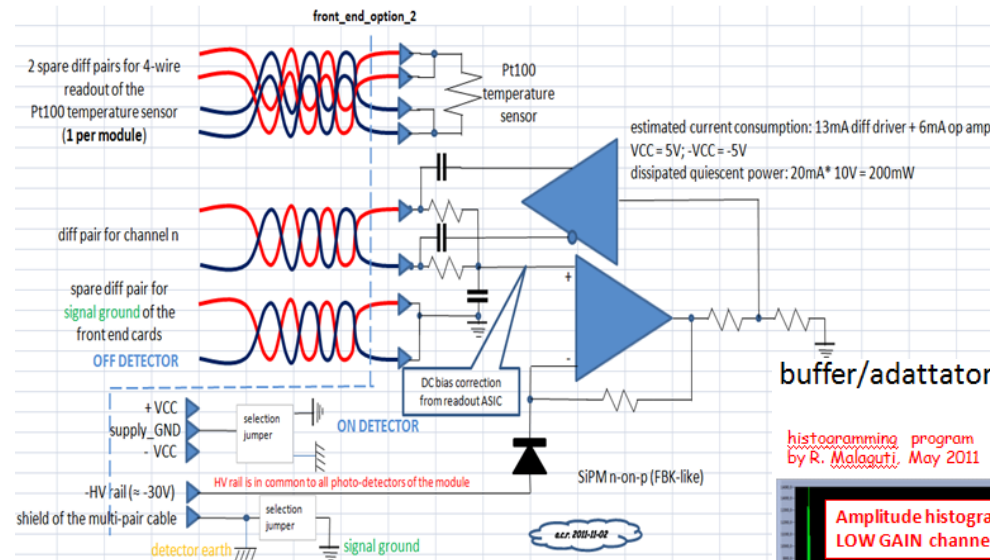 front_end_option_2
2 spare diff pairs for 4-wire
readout of the
Pt100 temperature sensor
(1 per module)
Pt100
temperature
sensor
estimated current consumption: 13mA diff driver + 6mA op amp
VCC = 5V; -VCC = -5V
dissipated quiescent power: 20mA* 10V = 200mW
diff pair for channel n
+
-
spare diff pair for
signal ground of the
front end cards
OFF DETECTOR
DC bias correction
from readout ASIC
buffer/adattator
+ VCC
supply_GND
- VCC
selection
jumper
ON DETECTOR
histogramming program
by R. Malaguti, May 2011
SiPM n-on-p (FBK-like)
-HV rail (≈ -30V)
HV rail is in common to all photo-detectors of the module
shield of the multi-pair cable
selection
jumper
detector earth
signal ground
a.c.r. 2011-11-02
Amplitude histogra
LOW GAIN channe